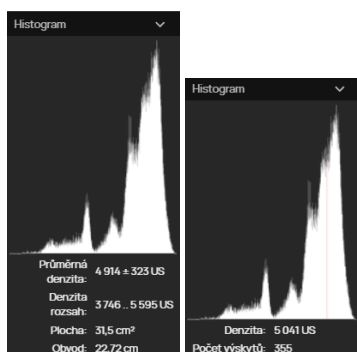 Histogram
Průměrná
denzita:
4 914 ± 323 US
Denzita
rozsah:
3 746 .. 5 595 US
Plocha: 31,5 cm²
Obvod: 22,72 cm
Histogram
Denzita: 5 041 US
Počet výskytů: 355